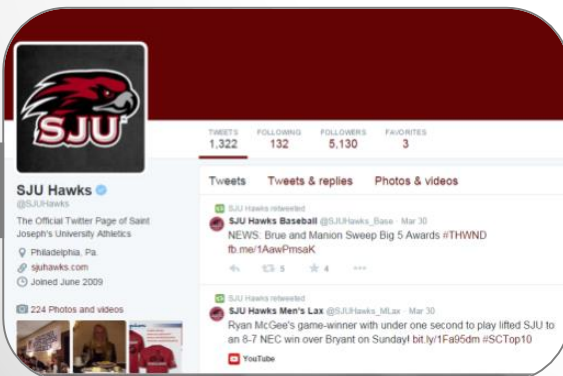 SJU
TWEETS FOLLOWING FOLLOWERS FAVORITES
1,322 132 5,130 3
SJU Hawks
@SJUHawks
The Official Twitter Page of Saint
Joseph's University Athletics
Philadelphia, Pa.
sjuhawks.com
Joined June 2009
224 Photos and videos
Tweets Tweets & replies Photos & videos
SJU Hawks retweeted
SJU Hawks Baseball @SJUHawks_Base · Mar 30
NEWS: Brue and Manion Sweep Big 5 Awards #THWND
fb.me/1AawPmsaK
5 4
SJU Hawks retweeted
SJU Hawks Men's Lax @SJUHawks_MLax · Mar 30
Ryan McGee's game-winner with under one second to play lifted SJU to
an 8-7 NEC win over Bryant on Sunday! bit.ly/1Fa95dm #SCTop10
YouTube